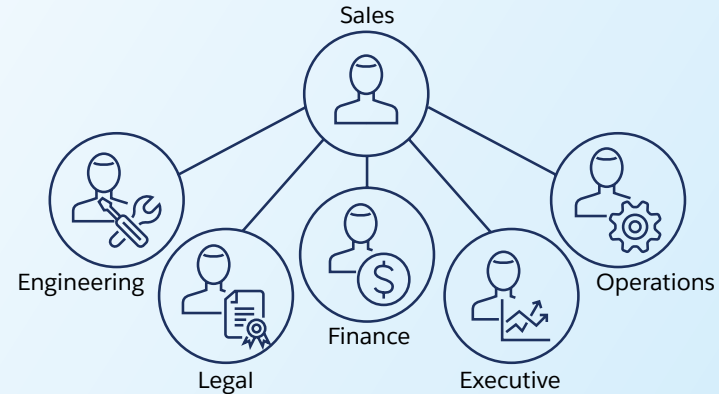 Sales
Engineering
Operations
Finance
Legal
Executive